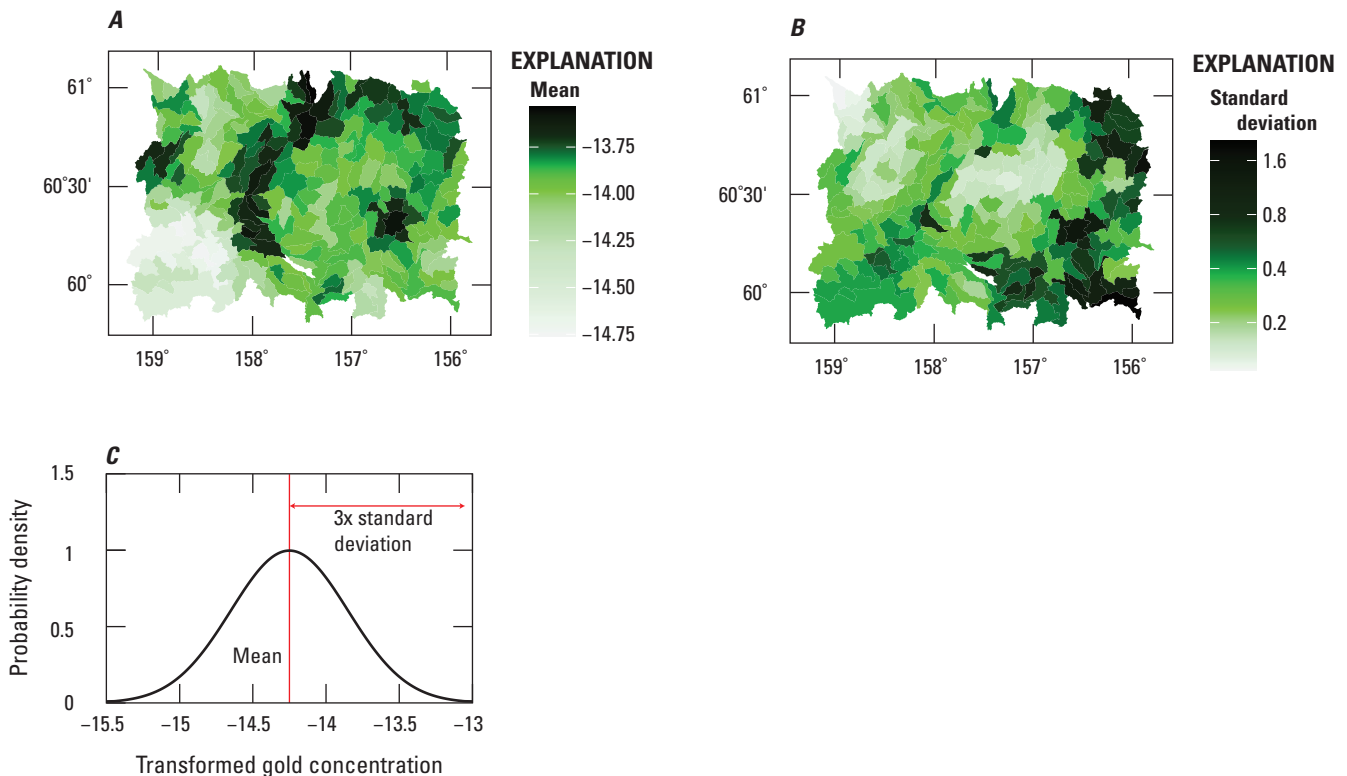 A
61°
60°30'
60°
159°
158°
157°
156°
EXPLANATION
Mean
−13.75
−14.00
−14.25
−14.50
−14.75
B
61°
60°30'
60°
159°
158°
157°
156°
EXPLANATION
Standard
deviation
1.6
0.8
0.4
0.2
C
Probability density
1.5
1
0.5
0
3x standard
deviation
Mean
−15.5
−15
−14.5
−14
−13.5
−13
Transformed gold concentration